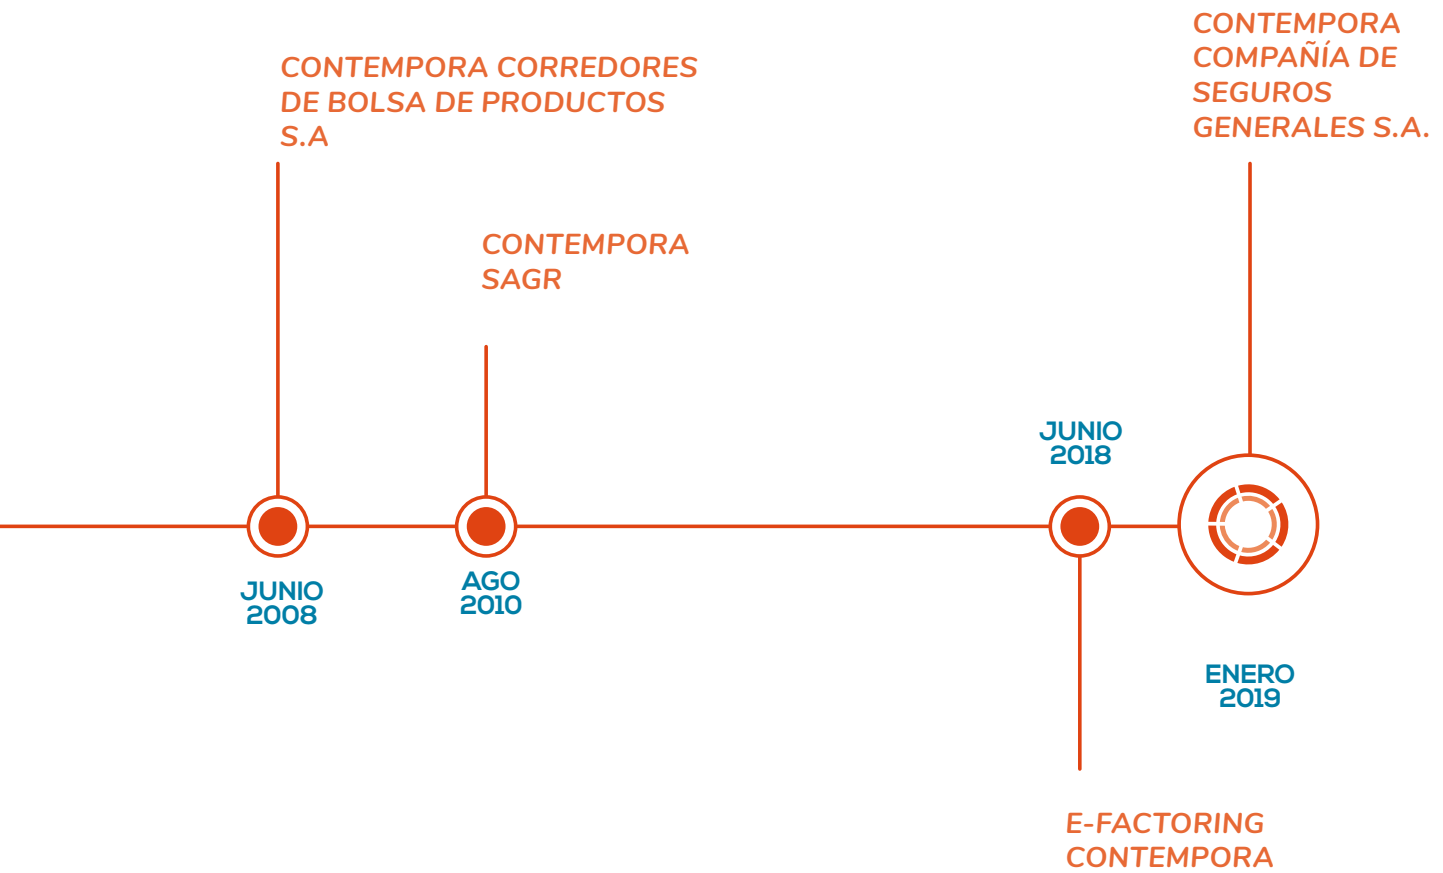 CONTEMPORA CORREDORES
DE BOLSA DE PRODUCTOS
S.A
JUNIO
2008
CONTEMPORA
SAGR
AGO
2010
JUNIO
2018
E-FACTORING
CONTEMPORA
CONTEMPORA
COMPAÑÍA DE
SEGUROS
GENERALES S.A.
ENERO
2019